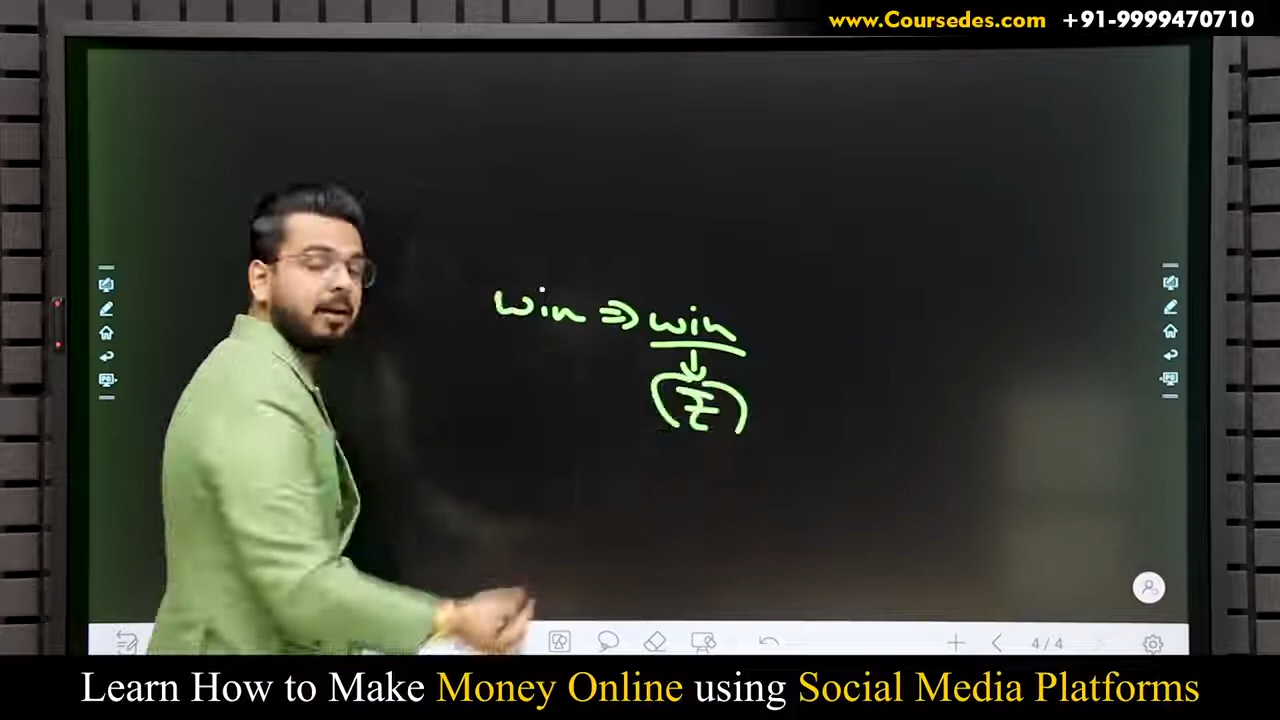 www.Coursedes.com +91-9999470710
win ⇒ win
↓
(Z)
4/4
Learn How to Make Money Online using Social Media Platforms